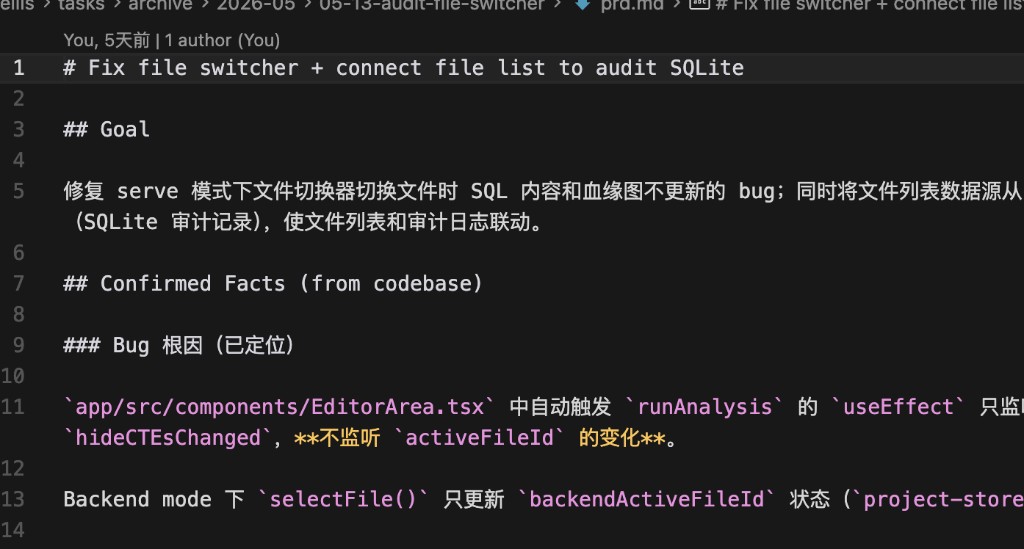 ellis > tasks > archive > 2026-05 > 05-13-audit-file-switcher > prd.md > # Fix file switcher + connect file list
You, 5天前 | 1 author (You)
1 # Fix file switcher + connect file list to audit SQLite
2
3 ## Goal
4
5 修复 serve 模式下文件切换器切换文件时 SQL 内容和血缘图不更新的 bug；同时将文件列表数据源从
（SQLite 审计记录），使文件列表和审计日志联动。
6
7 ## Confirmed Facts (from codebase)
8
9 ### Bug 根因（已定位）
10
11 `app/src/components/EditorArea.tsx` 中自动触发 `runAnalysis` 的 `useEffect` 只监
`hideCTEsChanged`，**不监听 `activeFileId` 的变化**。
12
13 Backend mode 下 `selectFile()` 只更新 `backendActiveFileId` 状态（`project-store
14